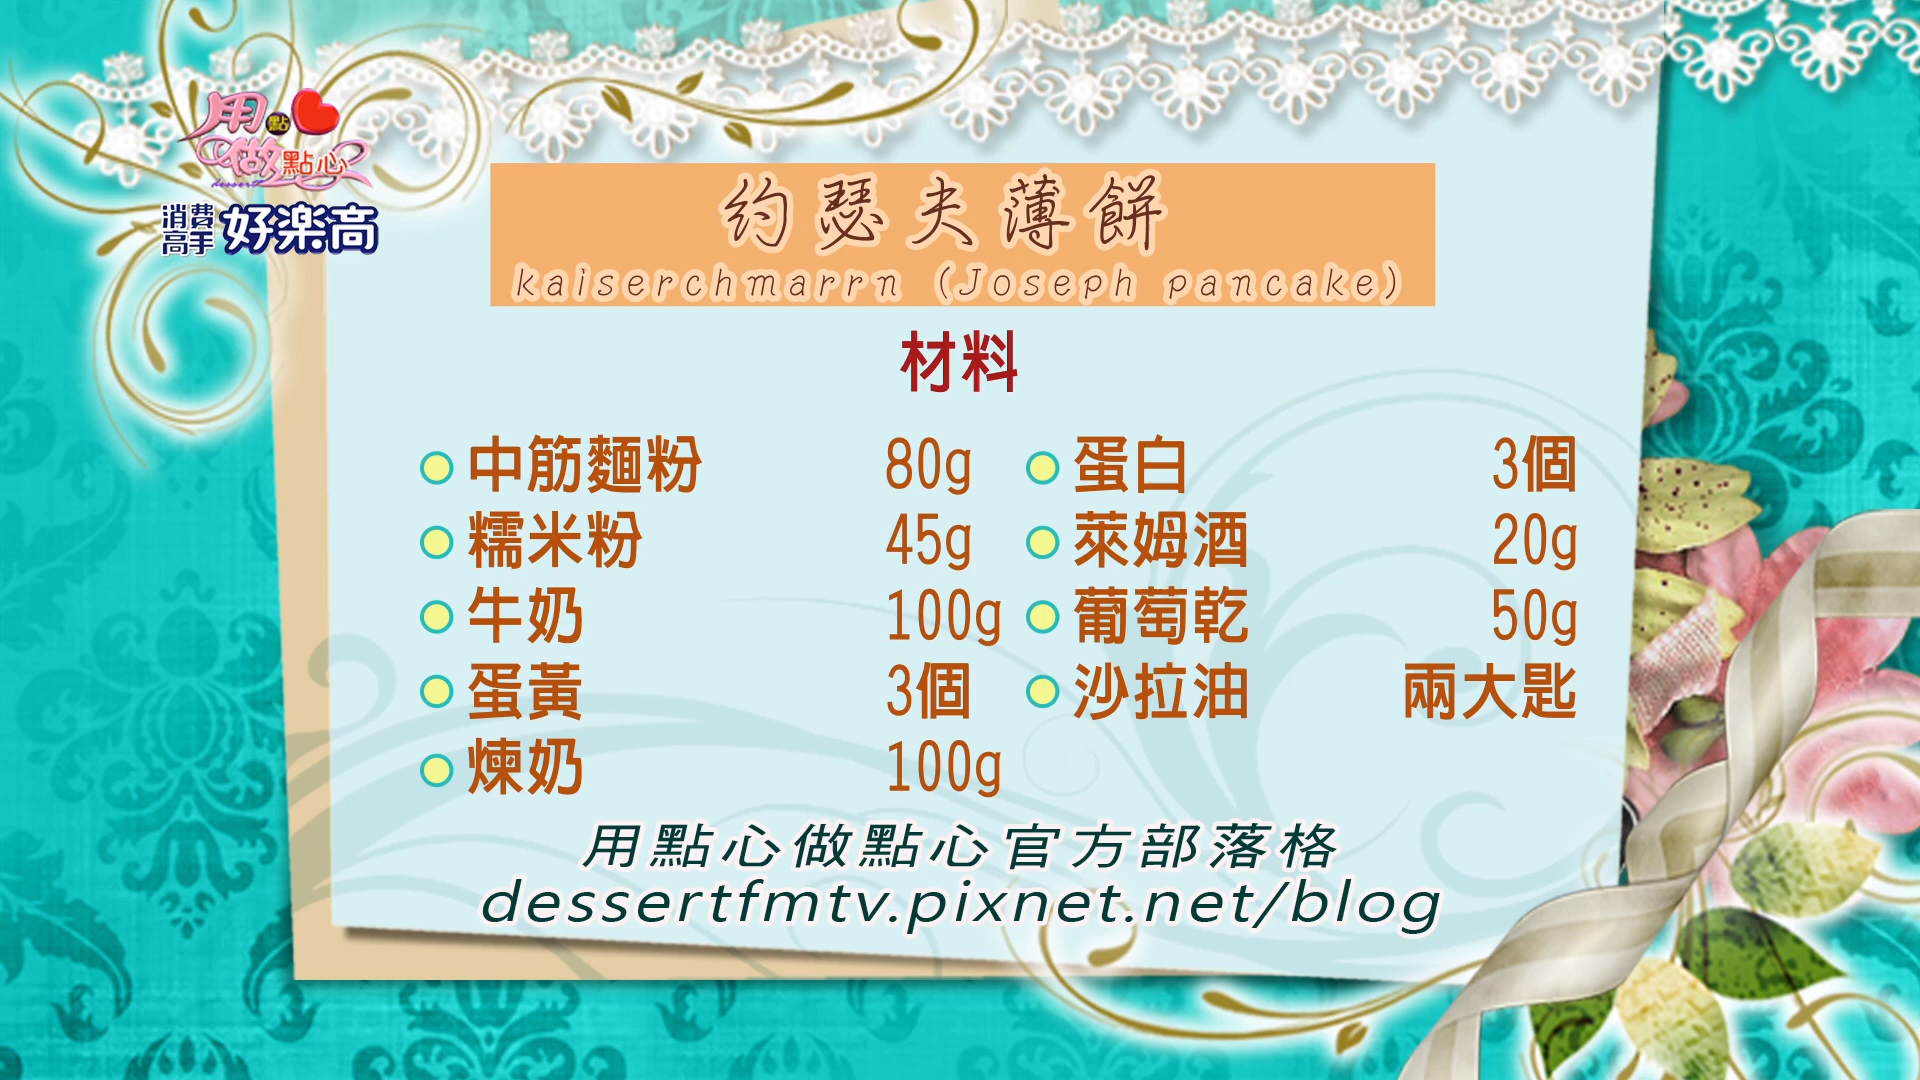 用點❤
做點心
dessert
消費高手 好楽高
約瑟夫薄餅
kaiserchmarrn (Joseph pancake)
材料
中筋麵粉 80g
糯米粉 45g
牛奶 100g
蛋黃 3個
煉奶 100g
蛋白 3個
萊姆酒 20g
葡萄乾 50g
沙拉油 兩大匙
用點心做點心官方部落格
dessertfmtv.pixnet.net/blog